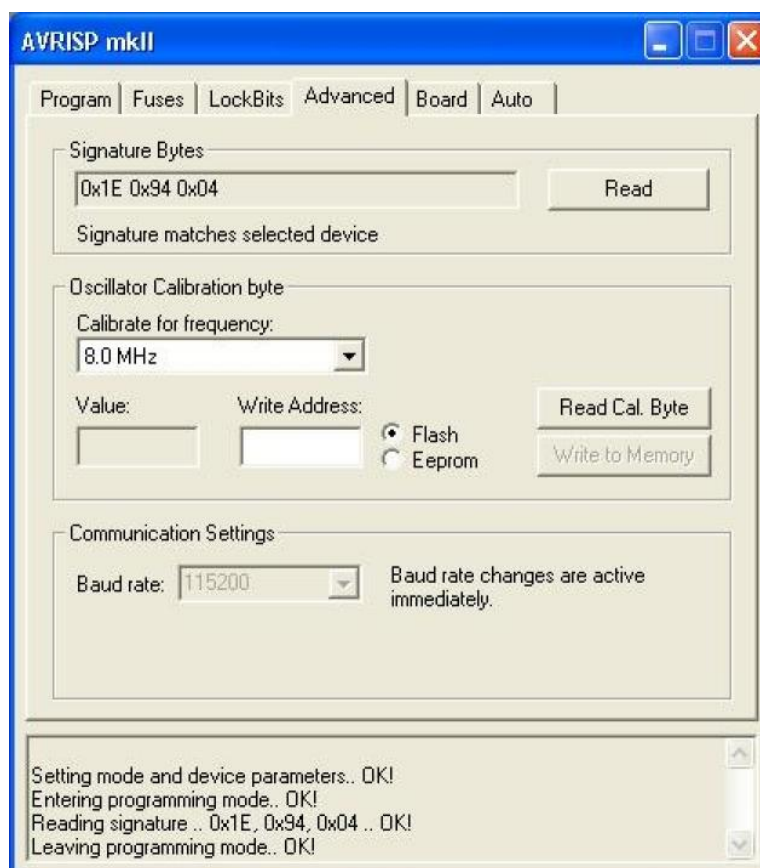 AVRISP mkII
Program Fuses LockBits Advanced Board Auto
Signature Bytes
0x1E 0x94 0x04 Read
Signature matches selected device
Oscillator Calibration byte
Calibrate for frequency:
8.0 MHz
Value: Write Address: Read Cal. Byte
Flash
Eeprom Write to Memory
Communication Settings
Baud rate: 115200 Baud rate changes are active
immediately.
Setting mode and device parameters.. OK!
Entering programming mode.. OK!
Reading signature .. 0x1E, 0x94, 0x04 .. OK!
Leaving programming mode.. OK!